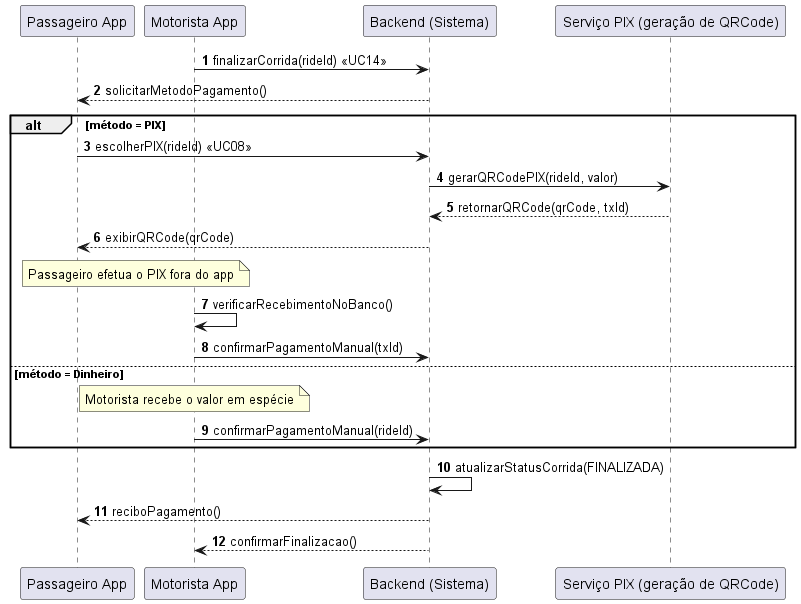 Passageiro App
Motorista App
Backend (Sistema)
Serviço PIX (geração de QRCode)
1 finalizarCorrida(rideId) «UC14»
2 solicitarMetodoPagamento()
alt [método = PIX]
3 escolherPIX(rideId) «UC08»
4 gerarQRCodePIX(rideId, valor)
5 retornarQRCode(qrCode, txId)
6 exibirQRCode(qrCode)
Passageiro efetua o PIX fora do app
7 verificarRecebimentoNoBanco()
8 confirmarPagamentoManual(txId)
[método = Dinheiro]
Motorista recebe o valor em espécie
9 confirmarPagamentoManual(rideId)
10 atualizarStatusCorrida(FINALIZADA)
11 reciboPagamento()
12 confirmarFinalizacao()
Passageiro App
Motorista App
Backend (Sistema)
Serviço PIX (geração de QRCode)